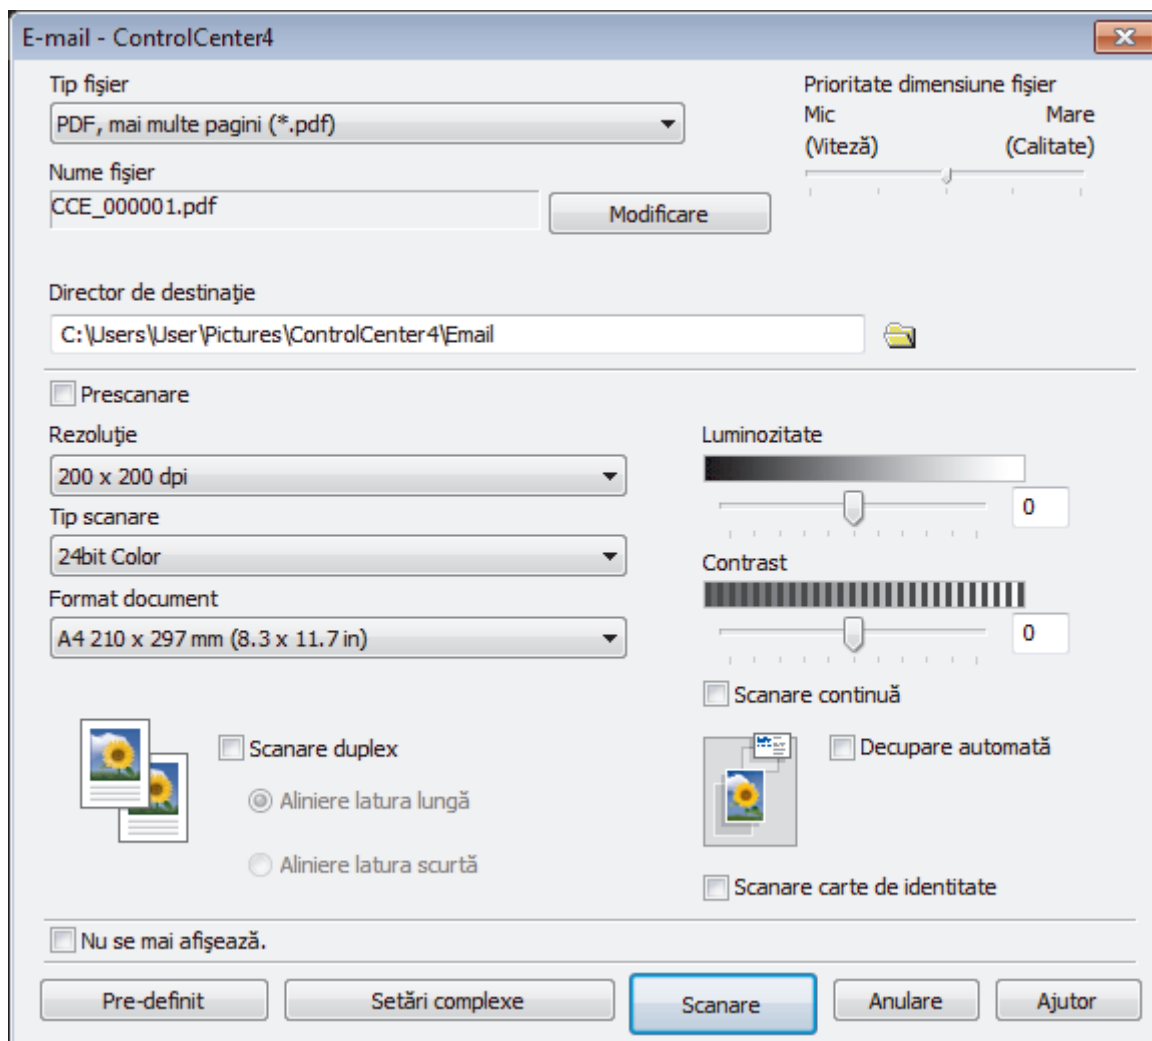 E-mail - ControlCenter4
Tip fişier
PDF, mai multe pagini (*.pdf)
Prioritate dimensiune fişier
Mic Mare
(Viteză) (Calitate)
Nume fişier
CCE_000001.pdf
Modificare
Director de destinaţie
C:\Users\User\Pictures\ControlCenter4\Email
Prescanare
Rezoluţie
200 x 200 dpi
Tip scanare
24bit Color
Format document
A4 210 x 297 mm (8.3 x 11.7 in)
Luminozitate
0
Contrast
0
Scanare continuă
Scanare duplex
Aliniere latura lungă
Aliniere latura scurtă
Decupare automată
Scanare carte de identitate
Nu se mai afişează.
Pre-definit Setări complexe Scanare Anulare Ajutor